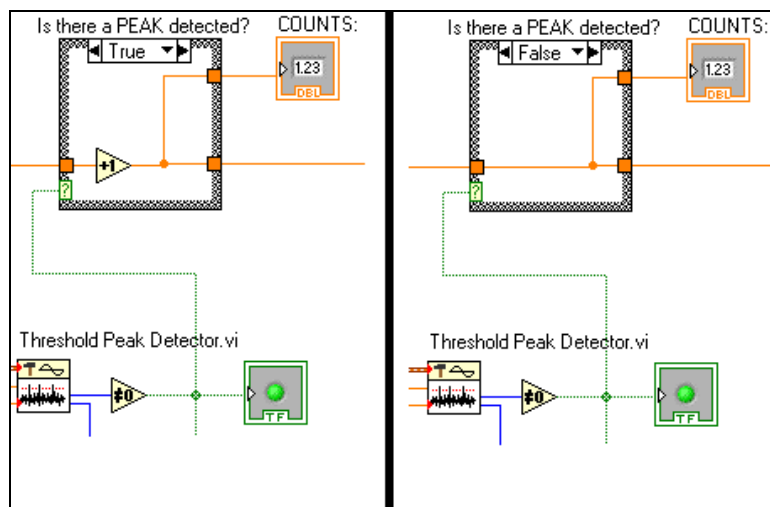 Is there a PEAK detected?
COUNTS:
True
1.23
DBL
+1
?
Threshold Peak Detector.vi
≠0
TF
Is there a PEAK detected?
COUNTS:
False
1.23
DBL
?
Threshold Peak Detector.vi
≠0
TF